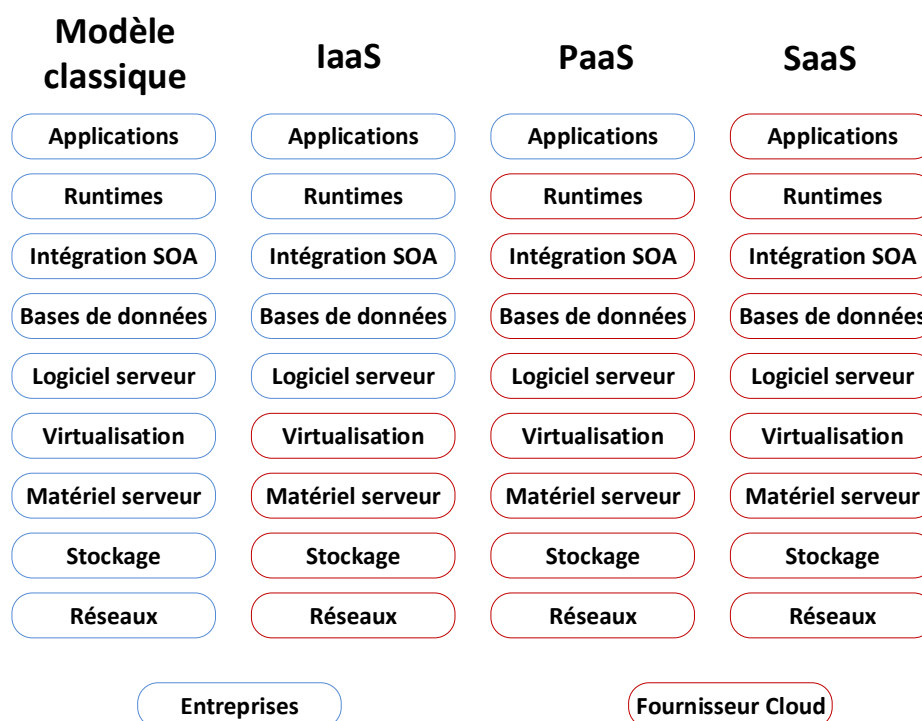 Modèle
classique
IaaS
PaaS
SaaS
Applications
Applications
Applications
Applications
Runtimes
Runtimes
Runtimes
Runtimes
Intégration SOA
Intégration SOA
Intégration SOA
Intégration SOA
Bases de données
Bases de données
Bases de données
Bases de données
Logiciel serveur
Logiciel serveur
Logiciel serveur
Logiciel serveur
Virtualisation
Virtualisation
Virtualisation
Virtualisation
Matériel serveur
Matériel serveur
Matériel serveur
Matériel serveur
Stockage
Stockage
Stockage
Stockage
Réseaux
Réseaux
Réseaux
Réseaux
Entreprises
Fournisseur Cloud